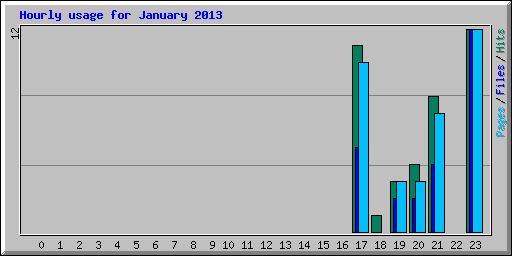 Hourly usage for January 2013
12
Pages / Files / Hits
0 1 2 3 4 5 6 7 8 9 10 11 12 13 14 15 16 17 18 19 20 21 22 23